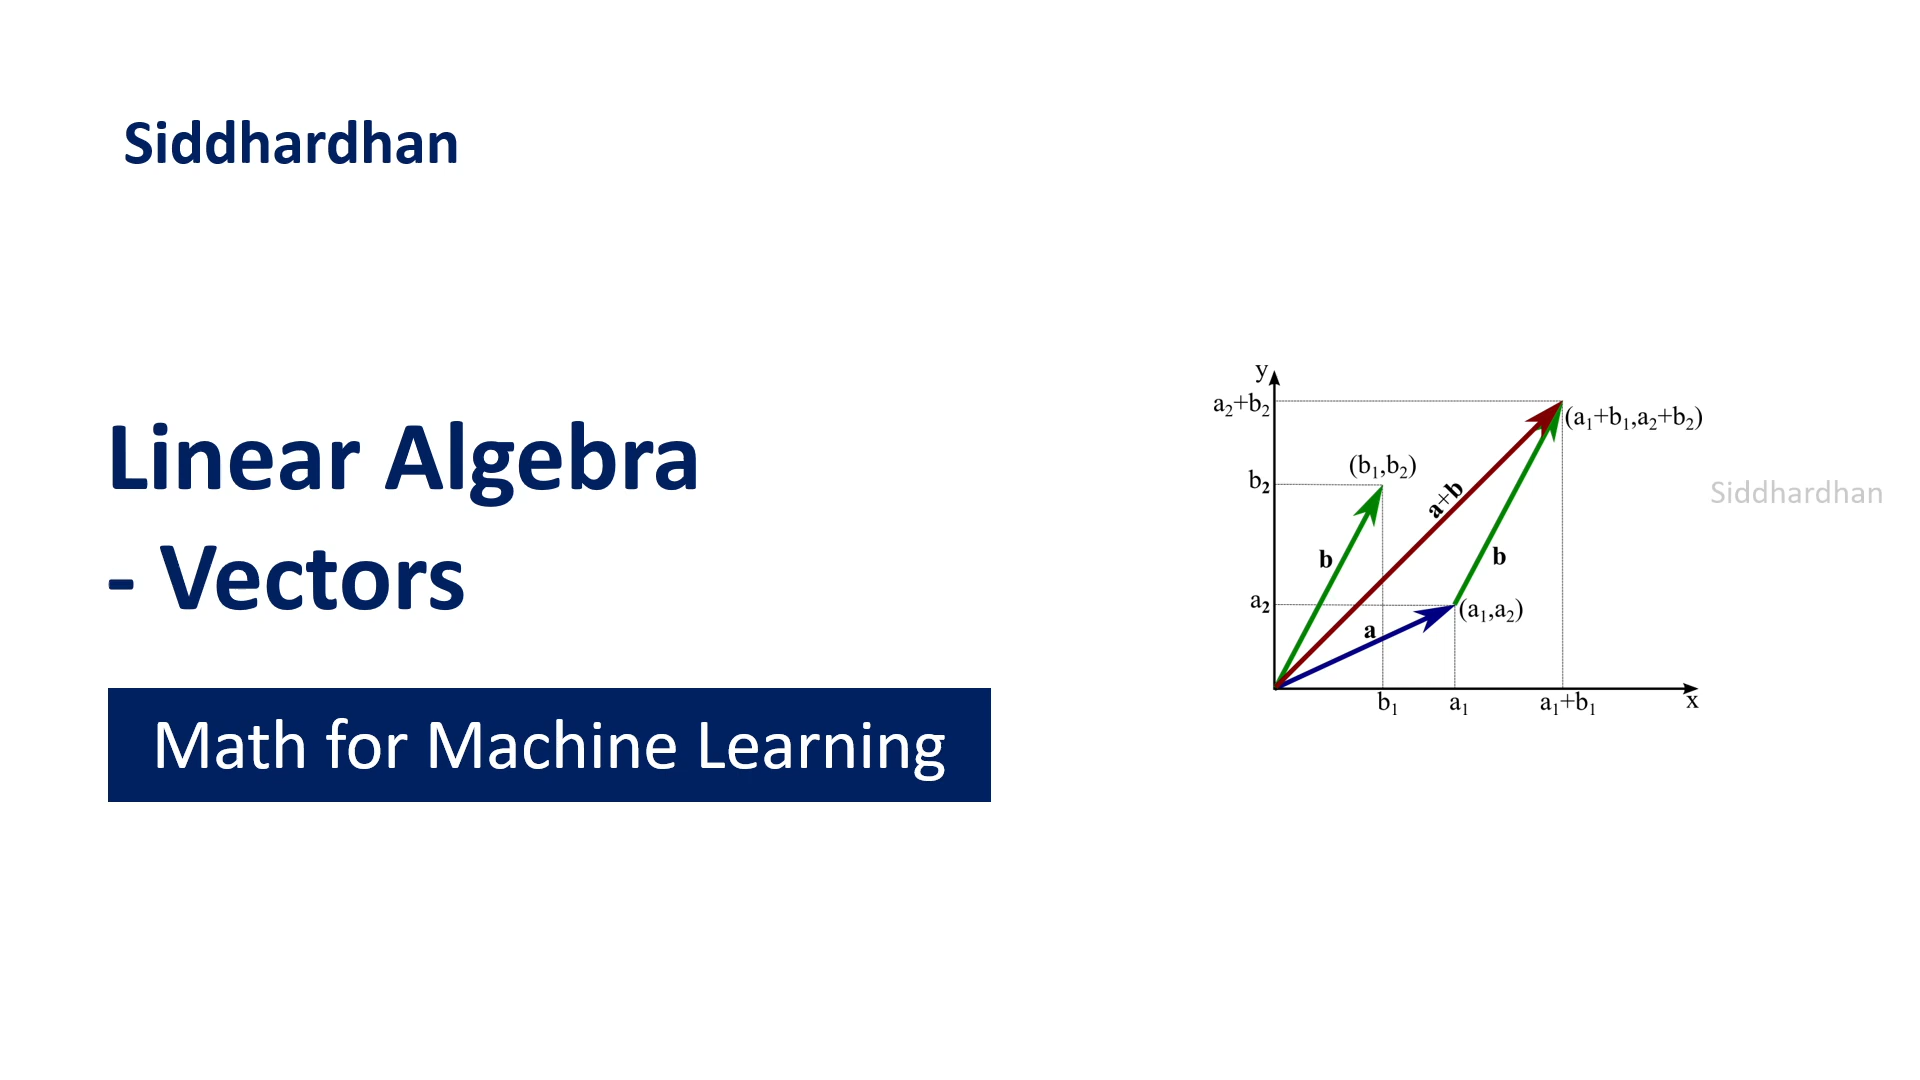 Siddhardhan
Linear Algebra
- Vectors
Math for Machine Learning
y
a₂+b₂
(a₁+b₁,a₂+b₂)
(b₁,b₂)
b₂
a+b
Siddhardhan
b
b
a₂
(a₁,a₂)
a
b₁
a₁
a₁+b₁
x